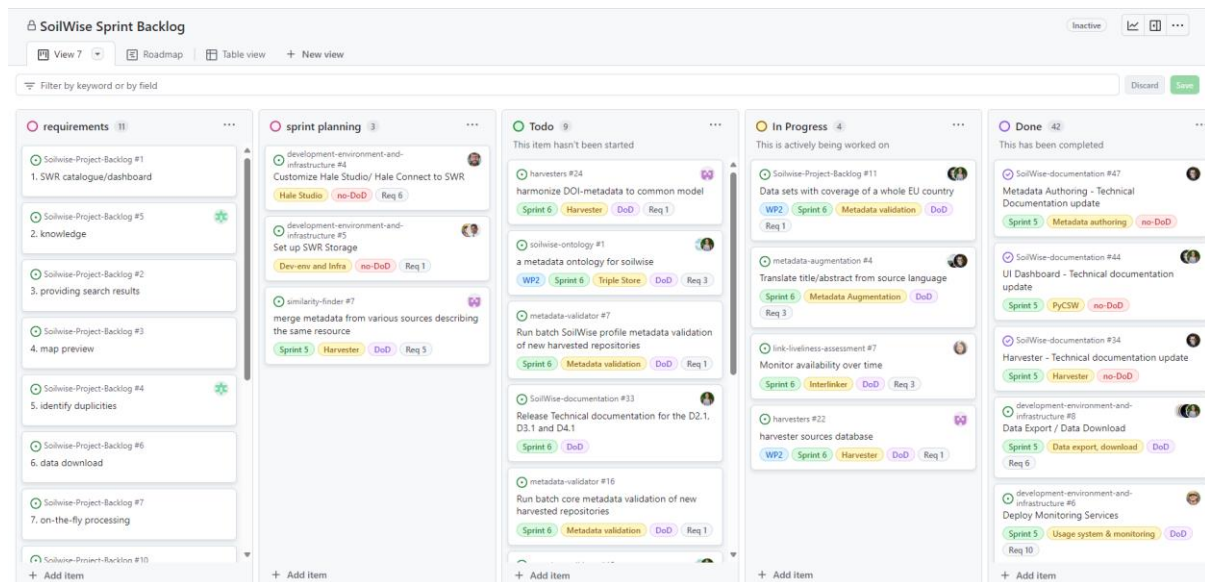 SoilWise Sprint Backlog
Inactive
View 7
Roadmap
Table view
+ New view
Filter by keyword or by field
Discard
Save
requirements 11
Soilwise-Project-Backlog #1
1. SWR catalogue/dashboard
Soilwise-Project-Backlog #5
2. knowledge
Soilwise-Project-Backlog #2
3. providing search results
Soilwise-Project-Backlog #3
4. map preview
Soilwise-Project-Backlog #4
5. identify duplicities
Soilwise-Project-Backlog #6
6. data download
Soilwise-Project-Backlog #7
7. on-the-fly processing
Soilwise-Project-Backlog #10
+ Add item
sprint planning 3
development-environment-and-
infrastructure #4
Customize Hale Studio/ Hale Connect to SWR
Hale Studio no-DoD Req 6
development-environment-and-
infrastructure #5
Set up SWR Storage
Dev-env and Infra no-DoD Req 1
similarity-finder #7
merge metadata from various sources describing
the same resource
Sprint 5 Harvester DoD Req 5
+ Add item
Todo 9
This item hasn't been started
harvesters #24
harmonize DOI-metadata to common model
Sprint 6 Harvester DoD Req 1
soilwise-ontology #1
a metadata ontology for soilwise
WP2 Sprint 6 Triple Store DoD Req 3
metadata-validator #7
Run batch SoilWise profile metadata validation
of new harvested repositories
Sprint 6 Metadata validation DoD Req 1
SoilWise-documentation #33
Release Technical documentation for the D2.1,
D3.1 and D4.1
Sprint 6 DoD
metadata-validator #16
Run batch core metadata validation of new
harvested repositories
Sprint 6 Metadata validation DoD Req 1
+ Add item
In Progress 4
This is actively being worked on
Soilwise-Project-Backlog #11
Data sets with coverage of a whole EU country
WP2 Sprint 6 Metadata validation DoD
Req 1
metadata-augmentation #4
Translate title/abstract from source language
Sprint 6 Metadata Augmentation DoD
Req 3
link-liveliness-assessment #7
Monitor availability over time
Sprint 6 Interlinker DoD Req 3
harvesters #22
harvester sources database
WP2 Sprint 6 Harvester DoD Req 1
+ Add item
Done 42
This has been completed
SoilWise-documentation #47
Metadata Authoring - Technical
Documentation update
Sprint 5 Metadata authoring no-DoD
SoilWise-documentation #44
UI Dashboard - Technical documentation
update
Sprint 5 PyCSW no-DoD
SoilWise-documentation #34
Harvester - Technical documentation update
Sprint 5 Harvester no-DoD
development-environment-and-
infrastructure #8
Data Export / Data Download
Sprint 5 Data export, download DoD
Req 6
development-environment-and-
infrastructure #6
Deploy Monitoring Services
Sprint 5 Usage system & monitoring DoD
Req 10
+ Add item